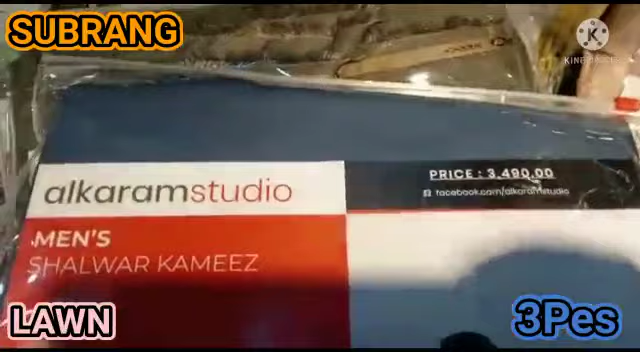 SUBRANG
alkaramstudio
PRICE : 3,490.00
facebook.com/alkaramstudio
MEN'S
SHALWAR KAMEEZ
LAWN
3Pes